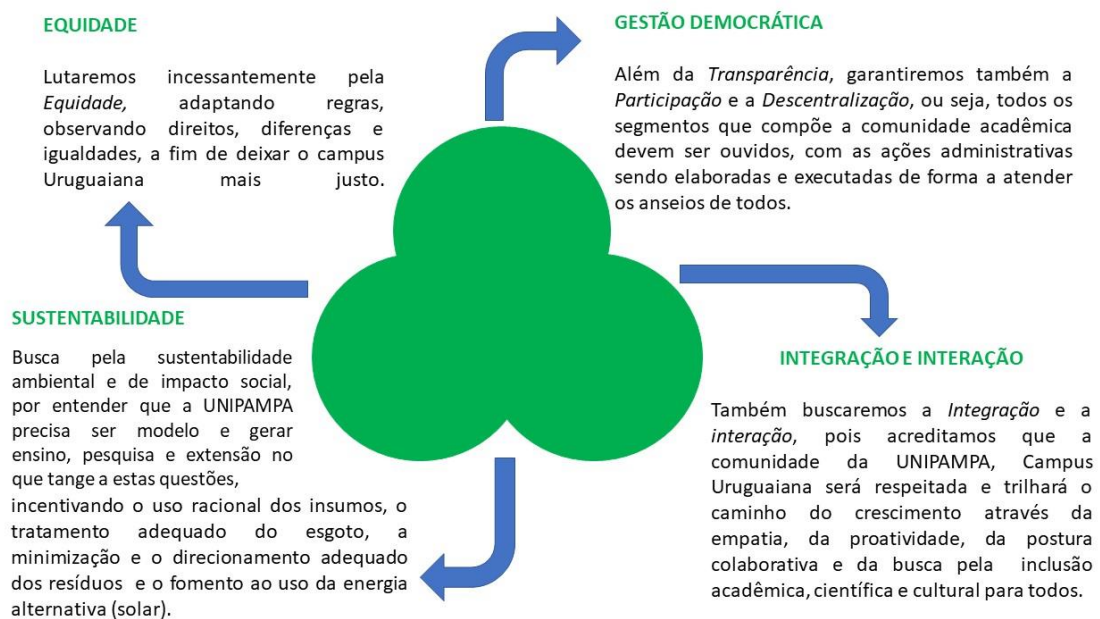 EQUIDADE
Lutaremos incessantemente pela
Equidade, adaptando regras,
observando direitos, diferenças e
igualdades, a fim de deixar o campus
Uruguaiana mais justo.
GESTÃO DEMOCRÁTICA
Além da Transparência, garantiremos também a
Participação e a Descentralização, ou seja, todos os
segmentos que compõe a comunidade acadêmica
devem ser ouvidos, com as ações administrativas
sendo elaboradas e executadas de forma a atender
os anseios de todos.
SUSTENTABILIDADE
Busca pela sustentabilidade
ambiental e de impacto social,
por entender que a UNIPAMPA
precisa ser modelo e gerar
ensino, pesquisa e extensão no
que tange a estas questões,
incentivando o uso racional dos insumos, o
tratamento adequado do esgoto, a
minimização e o direcionamento adequado
dos resíduos e o fomento ao uso da energia
alternativa (solar).
INTEGRAÇÃO E INTERAÇÃO
Também buscaremos a Integração e a
interação, pois acreditamos que a
comunidade da UNIPAMPA, Campus
Uruguaiana será respeitada e trilhará o
caminho do crescimento através da
empatia, da proatividade, da postura
colaborativa e da busca pela inclusão
acadêmica, científica e cultural para todos.